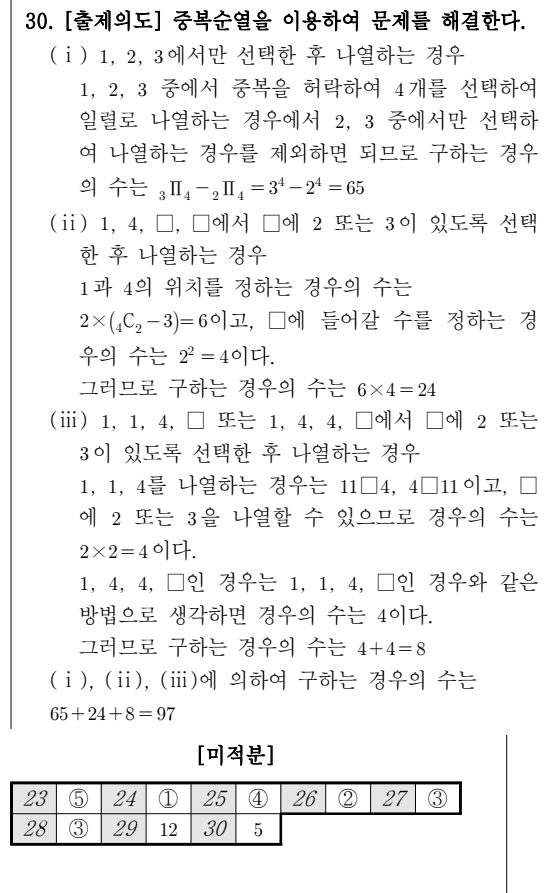 30. [출제의도] 중복순열을 이용하여 문제를 해결한다.
(ⅰ) 1, 2, 3에서만 선택한 후 나열하는 경우
1, 2, 3 중에서 중복을 허락하여 4개를 선택하여
일렬로 나열하는 경우에서 2, 3 중에서만 선택하
여 나열하는 경우를 제외하면 되므로 구하는 경우
의 수는 ₃Π₄-₂Π₄=3⁴-2⁴=65
(ⅱ) 1, 4, □, □에서 □에 2 또는 3이 있도록 선택
한 후 나열하는 경우
1과 4의 위치를 정하는 경우의 수는
2×(₄C₂-3)=6이고, □에 들어갈 수를 정하는 경
우의 수는 2²=4이다.
그러므로 구하는 경우의 수는 6×4=24
(ⅲ) 1, 1, 4, □ 또는 1, 4, 4, □에서 □에 2 또는
3이 있도록 선택한 후 나열하는 경우
1, 1, 4를 나열하는 경우는 11□4, 4□11이고, □
에 2 또는 3을 나열할 수 있으므로 경우의 수는
2×2=4이다.
1, 4, 4, □인 경우는 1, 1, 4, □인 경우와 같은
방법으로 생각하면 경우의 수는 4이다.
그러므로 구하는 경우의 수는 4+4=8
(ⅰ), (ⅱ), (ⅲ)에 의하여 구하는 경우의 수는
65+24+8=97
[미적분]
23 ⑤ 24 ① 25 ④ 26 ② 27 ③
28 ③ 29 12 30 5